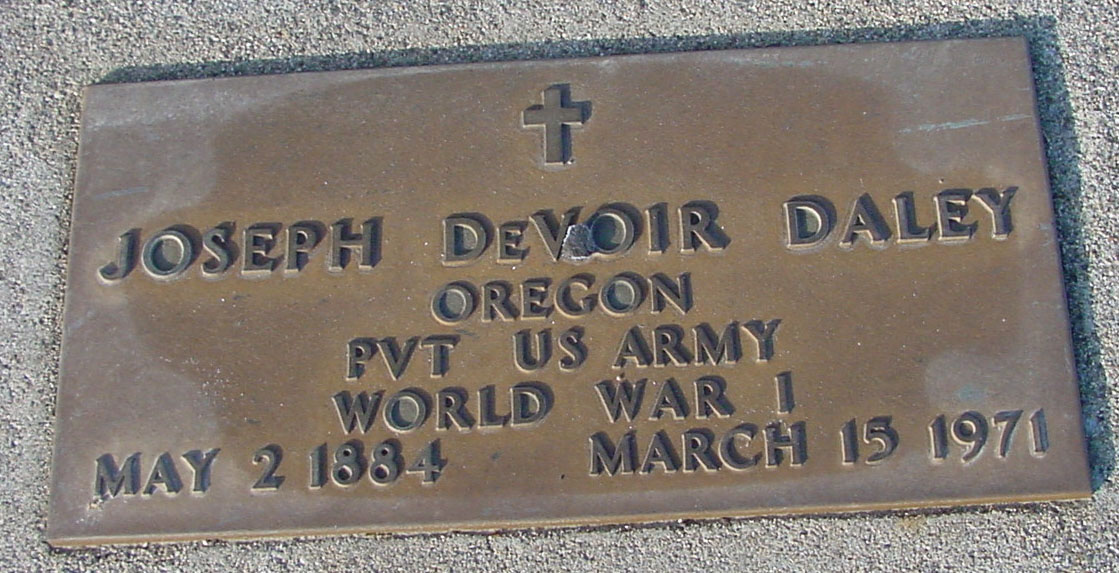 JOSEPH DEVOIR DALEY
OREGON
PVT US ARMY
WORLD WAR I
MAY 2 1884 MARCH 15 1971